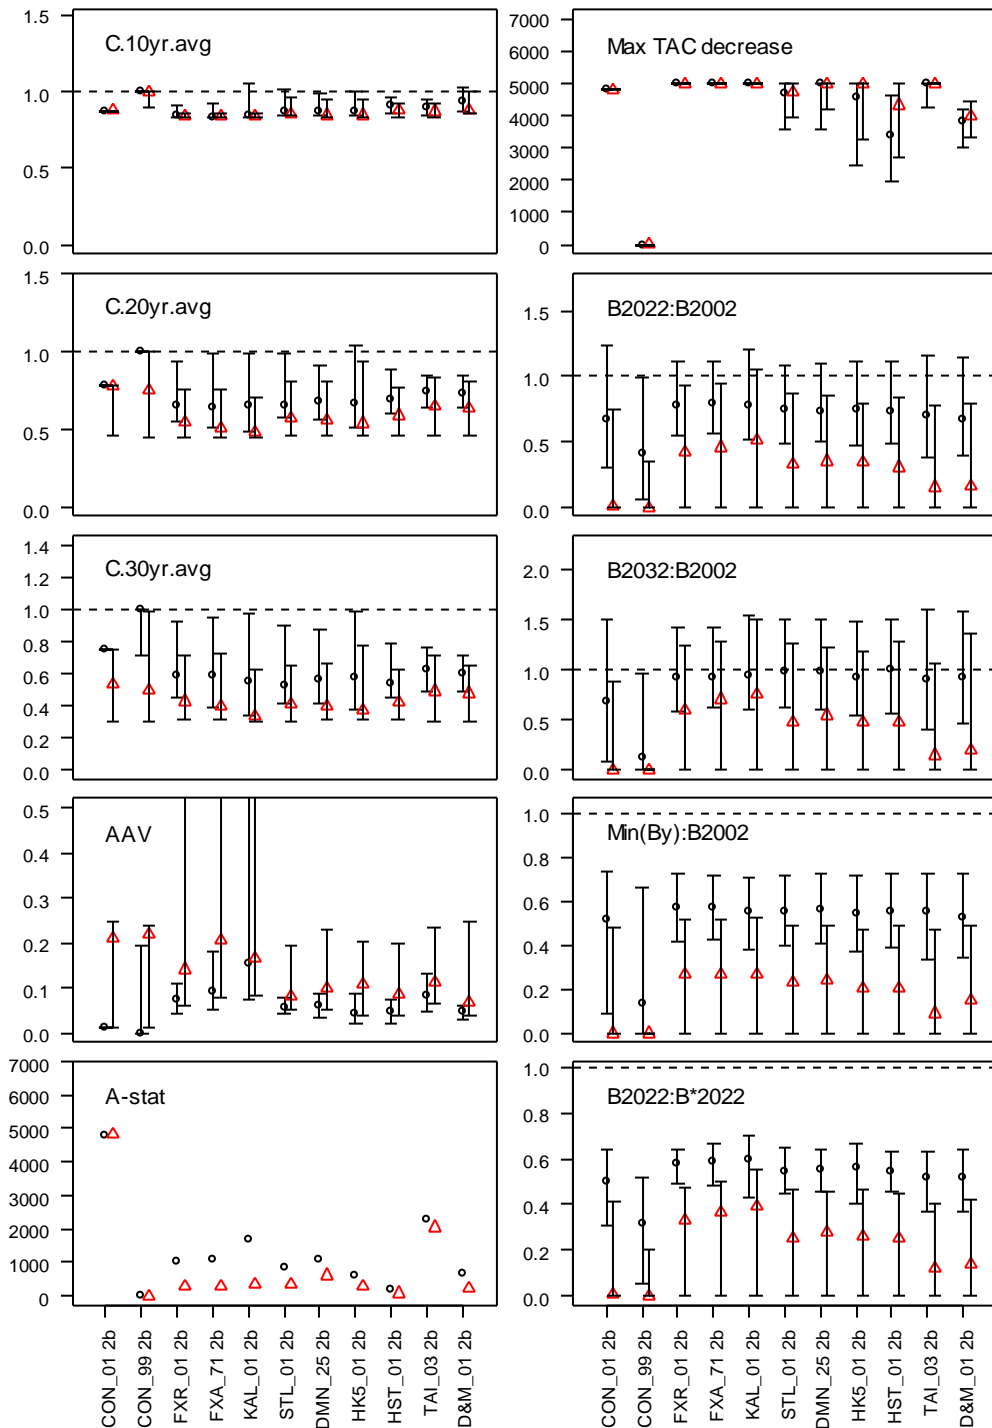 C.10yr.avg
1.5
1.0
0.5
0.0
Max TAC decrease
7000
6000
5000
4000
3000
2000
1000
0
C.20yr.avg
1.5
1.0
0.5
0.0
B2022:B2002
1.5
1.0
0.5
0.0
C.30yr.avg
1.4
1.2
1.0
0.8
0.6
0.4
0.2
0.0
B2032:B2002
2.0
1.5
1.0
0.5
0.0
AAV
0.5
0.4
0.3
0.2
0.1
0.0
Min(By):B2002
1.0
0.8
0.6
0.4
0.2
0.0
A-stat
7000
6000
5000
4000
3000
2000
1000
0
B2022:B*2022
1.0
0.8
0.6
0.4
0.2
0.0
CON_01 2b
CON_99 2b
FXR_01 2b
FXA_71 2b
KAL_01 2b
STL_01 2b
DMN_25 2b
HK5_01 2b
HST_01 2b
TAI_03 2b
D&M_01 2b
CON_01 2b
CON_99 2b
FXR_01 2b
FXA_71 2b
KAL_01 2b
STL_01 2b
DMN_25 2b
HK5_01 2b
HST_01 2b
TAI_03 2b
D&M_01 2b